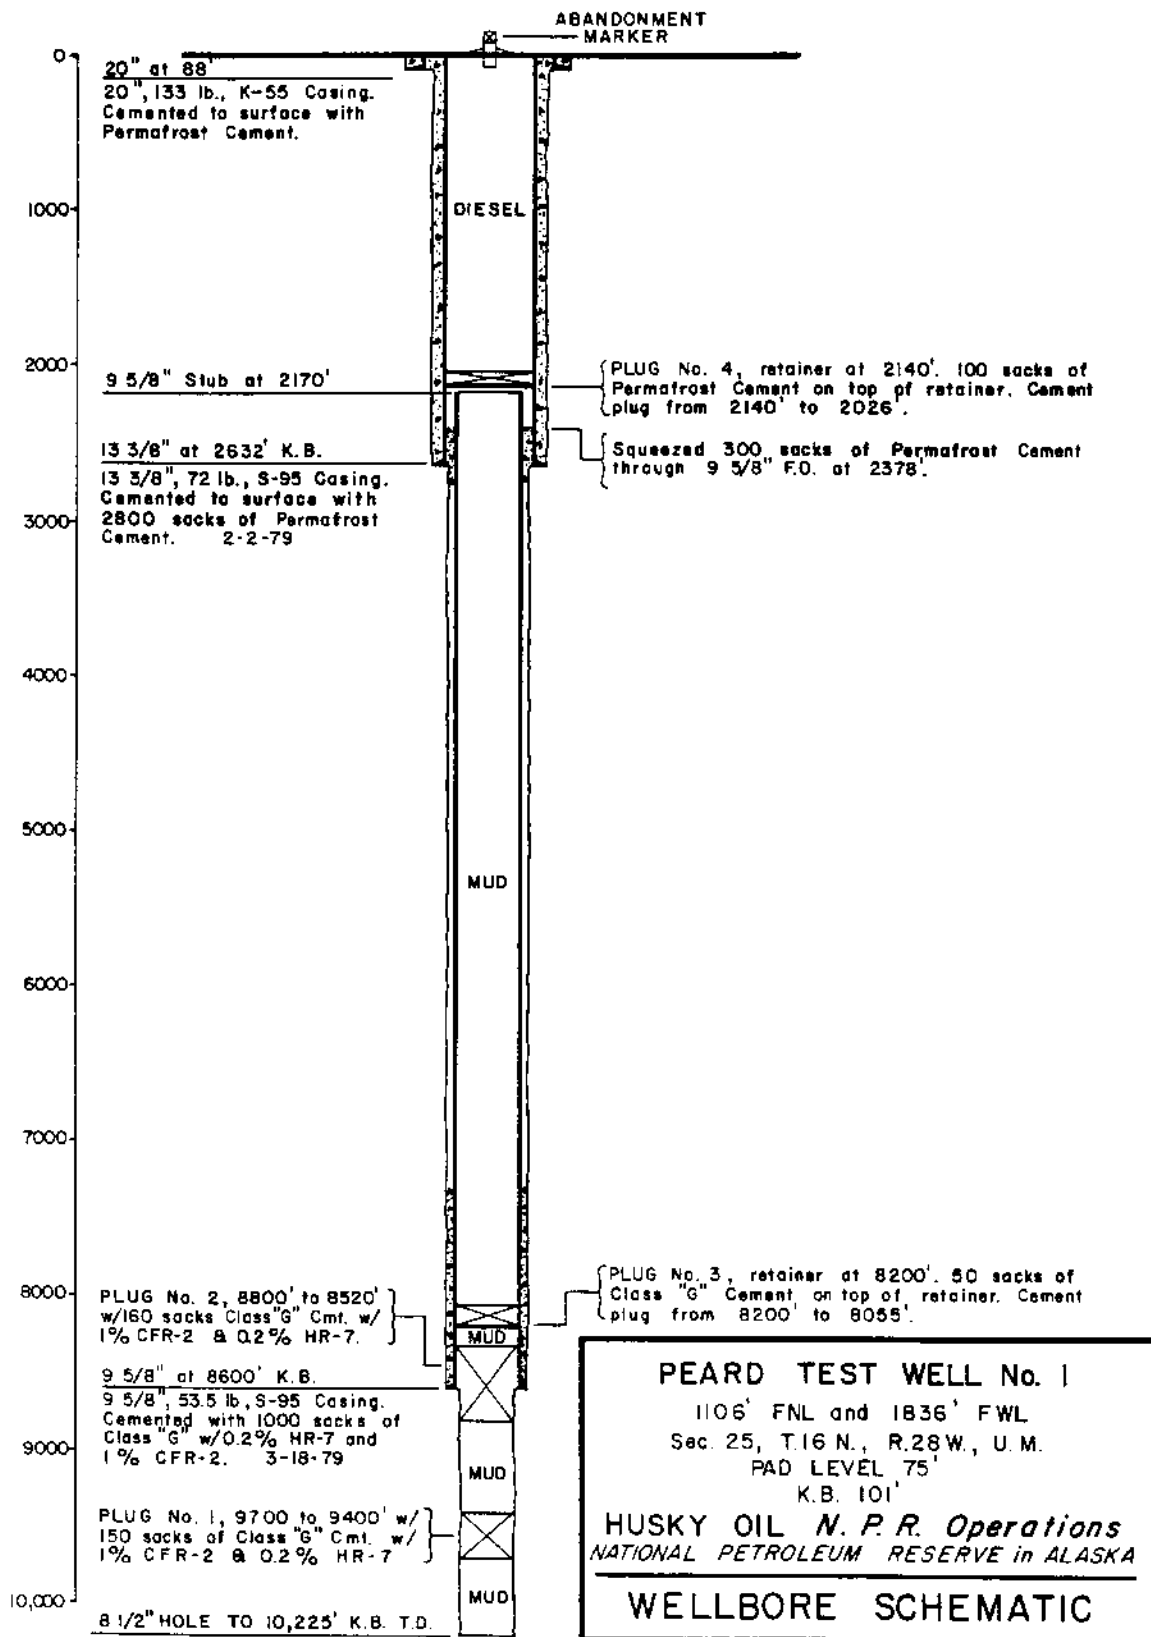 ABANDONMENT
MARKER
0
20" at 88'
20", 133 lb., K-55 Casing.
Cemented to surface with
Permafrost Cement.
1000
DIESEL
2000
9 5/8" Stub at 2170'
PLUG No. 4, retainer at 2140'. 100 sacks of
Permafrost Cement on top of retainer. Cement
plug from 2140' to 2026'.
13 3/8" at 2632' K.B.
13 3/8", 72 lb., S-95 Casing.
Cemented to surface with
2800 sacks of Permafrost
Cement. 2-2-79
Squeezed 300 sacks of Permafrost Cement
through 9 5/8" F.O. at 2378'.
3000
4000
5000
MUD
6000
7000
8000
PLUG No. 2, 8800' to 8520'
w/160 sacks Class "G" Cmt. w/
1% CFR-2 & 0.2% HR-7.
PLUG No. 3, retainer at 8200'. 50 sacks of
Class "G" Cement on top of retainer. Cement
plug from 8200' to 8055'.
MUD
9 5/8" at 8600' K.B.
9 5/8", 53.5 lb, S-95 Casing.
Cemented with 1000 sacks of
Class "G" w/0.2% HR-7 and
1% CFR-2. 3-18-79
9000
MUD
PLUG No. 1, 9700 to 9400' w/
150 sacks of Class "G" Cmt. w/
1% CFR-2 & 0.2% HR-7
10,000
MUD
8 1/2" HOLE TO 10,225' K.B. T.D.
PEARD TEST WELL No. 1
1106' FNL and 1836' FWL
Sec. 25, T.16 N., R.28W., U. M.
PAD LEVEL 75'
K.B. 101'
HUSKY OIL N. P. R. Operations
NATIONAL PETROLEUM RESERVE in ALASKA
WELLBORE SCHEMATIC